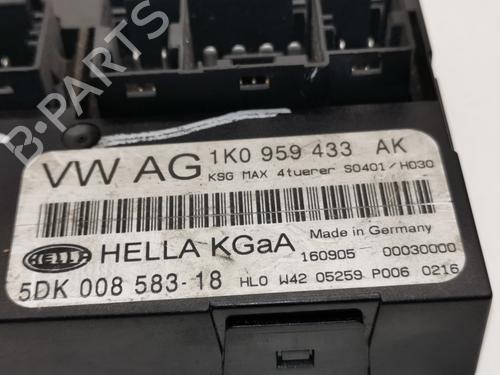 VW AG 1K0 959 433 AK
KSG MAX 4tuerer S0401/H030
HELLA HELLA KGaA Made in Germany
160905 00030000
5DK 008 583-18 HL0 W42 05259 P006 0216
B-PARTS